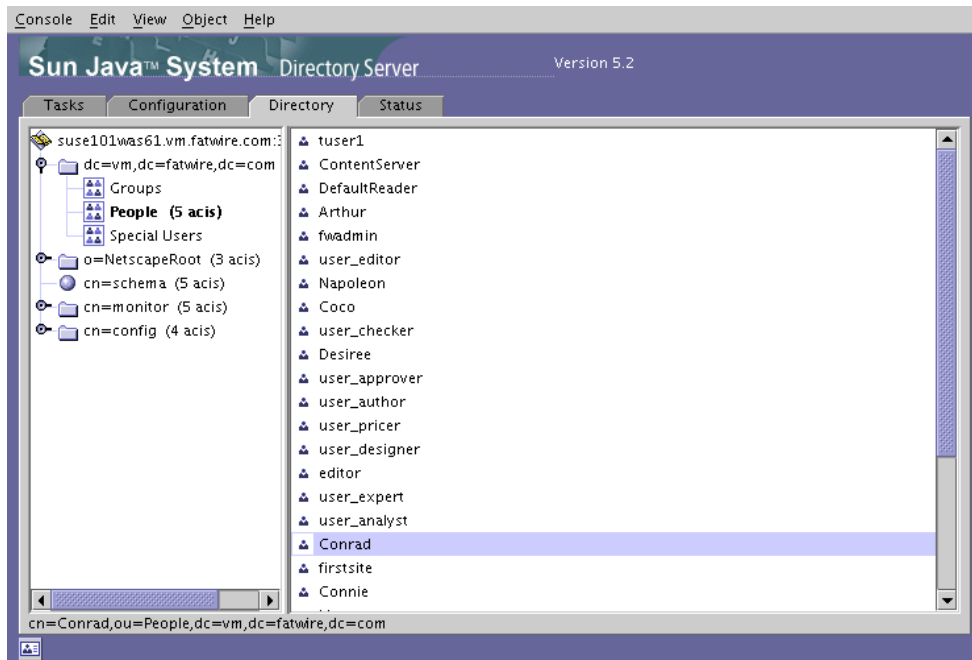 Console Edit View Object Help
Sun Java™ System Directory Server
Version 5.2
Tasks Configuration Directory Status
suse101was61.vm.fatwire.com:3
dc=vm,dc=fatwire,dc=com
Groups
People (5 acis)
Special Users
o=NetscapeRoot (3 acis)
cn=schema (5 acis)
cn=monitor (5 acis)
cn=config (4 acis)
tuser1
ContentServer
DefaultReader
Arthur
fwadmin
user_editor
Napoleon
Coco
user_checker
Desiree
user_approver
user_author
user_pricer
user_designer
editor
user_expert
user_analyst
Conrad
firstsite
Connie
cn=Conrad,ou=People,dc=vm,dc=fatwire,dc=com